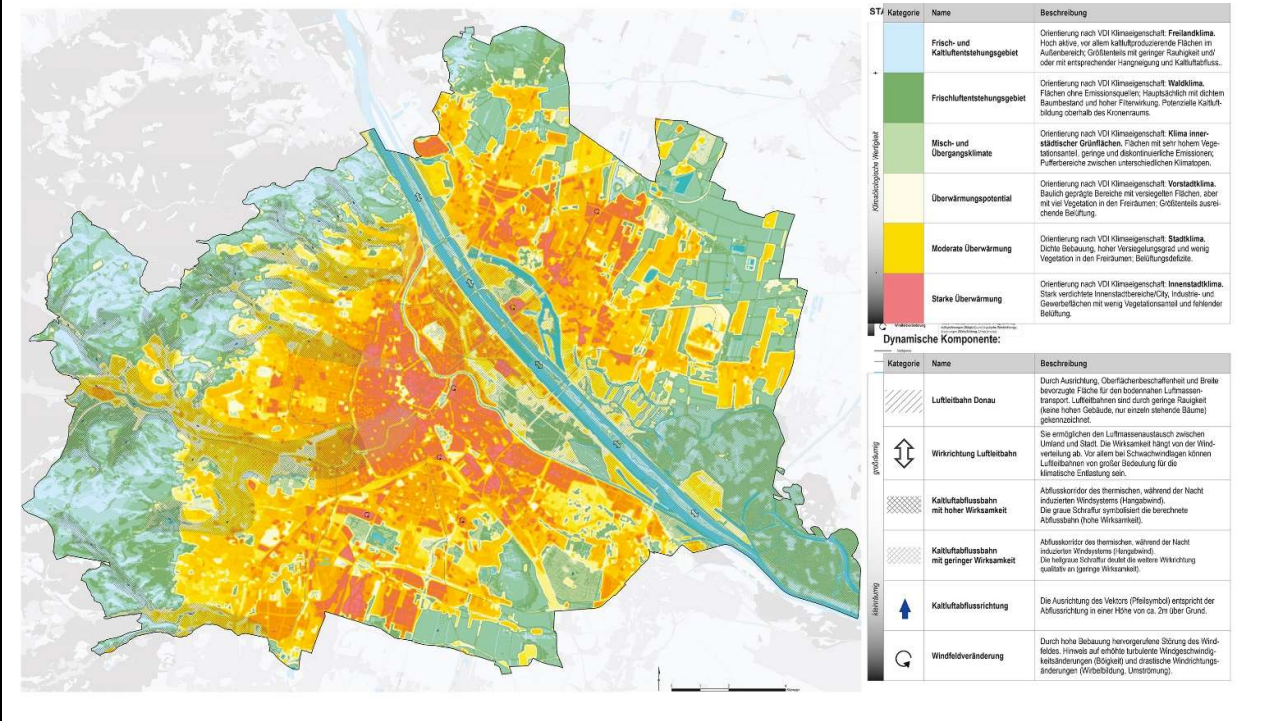 STA
Kategorie Name Beschreibung
Klimaökologische Wertigkeit
+
-
Frisch- und
Kaltluftentstehungsgebiet
Orientierung nach VDI Klimaeigenschaft: Freilandklima.
Hoch aktive, vor allem kaltluftproduzierende Flächen im
Außenbereich; Größtenteils mit geringer Rauhigkeit und/
oder mit entsprechender Hangneigung und Kaltluftabfluss..
Frischluftentstehungsgebiet
Orientierung nach VDI Klimaeigenschaft: Waldklima.
Flächen ohne Emissionsquellen; Hauptsächlich mit dichtem
Baumbestand und hoher Filterwirkung. Potenzielle Kaltluft-
bildung oberhalb des Kronenraums.
Misch- und
Übergangsklimate
Orientierung nach VDI Klimaeigenschaft: Klima inner-
städtischer Grünflächen. Flächen mit sehr hohem Vege-
tationsanteil, geringe und diskontinuierliche Emissionen;
Pufferbereiche zwischen unterschiedlichen Klimatopen.
Überwärmungspotential
Orientierung nach VDI Klimaeigenschaft: Vorstadtklima.
Baulich geprägte Bereiche mit versiegelten Flächen, aber
mit viel Vegetation in den Freiräumen; Größtenteils ausrei-
chende Belüftung.
Moderate Überwärmung
Orientierung nach VDI Klimaeigenschaft: Stadtklima.
Dichte Bebauung, hoher Versiegelungsgrad und wenig
Vegetation in den Freiräumen; Belüftungsdefizite.
Starke Überwärmung
Orientierung nach VDI Klimaeigenschaft: Innenstadtklima.
Stark verdichtete Innenstadtbereiche/City, Industrie- und
Gewerbeflächen mit wenig Vegetationsanteil und fehlender
Belüftung.
Dynamische Komponente:
Kategorie Name Beschreibung
großräumig
kleinräumig
Luftleitbahn Donau
Durch Ausrichtung, Oberflächenbeschaffenheit und Breite
bevorzugte Fläche für den bodennahen Luftmassen-
transport. Luftleitbahnen sind durch geringe Rauigkeit
(keine hohen Gebäude, nur einzeln stehende Bäume)
gekennzeichnet.
Wirkrichtung Luftleitbahn
Sie ermöglichen den Luftmassenaustausch zwischen
Umland und Stadt. Die Wirksamkeit hängt von der Wind-
verteilung ab. Vor allem bei Schwachwindlagen können
Luftleitbahnen von großer Bedeutung für die
klimatische Entlastung sein.
Kaltluftabflussbahn
mit hoher Wirksamkeit
Abflusskorridor des thermischen, während der Nacht
induzierten Windsystems (Hangabwind).
Die graue Schraffur symbolisiert die berechnete
Abflussbahn (hohe Wirksamkeit).
Kaltluftabflussbahn
mit geringer Wirksamkeit
Abflusskorridor des thermischen, während der Nacht
induzierten Windsystems (Hangabwind).
Die hellgraue Schraffur deutet die weitere Wirkrichtung
qualitativ an (geringe Wirksamkeit).
Kaltluftabflussrichtung
Die Ausrichtung des Vektors (Pfeilsymbol) entspricht der
Abflussrichtung in einer Höhe von ca. 2m über Grund.
Windfeldveränderung
Durch hohe Bebauung hervorgerufene Störung des Wind-
feldes. Hinweis auf erhöhte turbulente Windgeschwindig-
keitsänderungen (Böigkeit) und drastische Windrichtungs-
änderungen (Wirbelbildung, Umströmung).